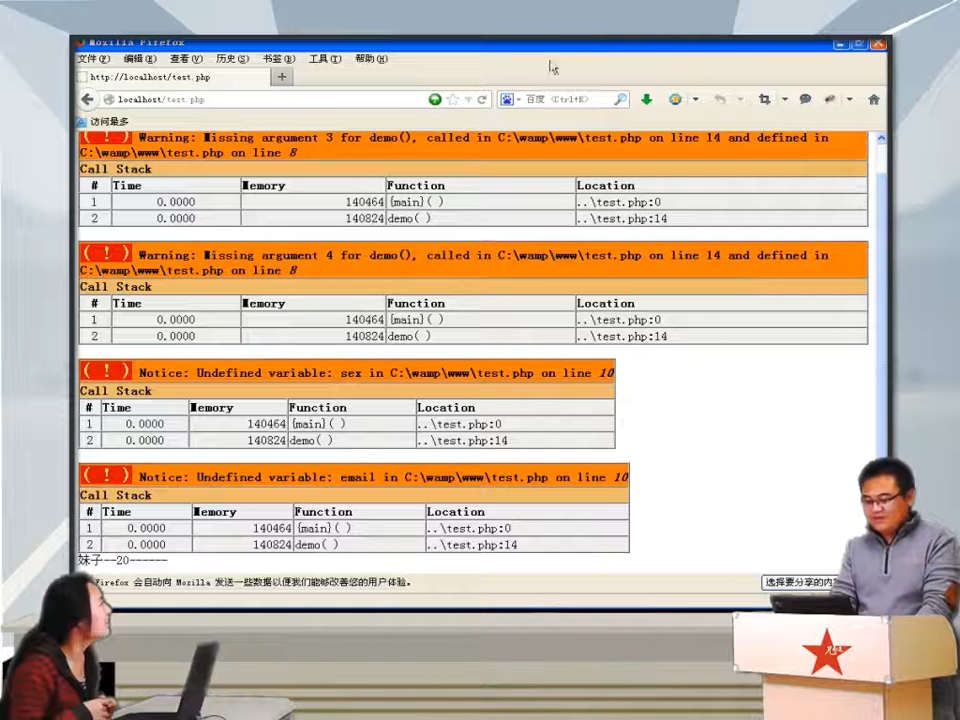 Mozilla Firefox
文件(F) 编辑(E) 查看(V) 历史(S) 书签(B) 工具(T) 帮助(H)
http://localhost/test.php +
localhost/test.php 百度 <Ctrl+K>
访问最多
( ! ) Warning: Missing argument 3 for demo(), called in C:\wamp\www\test.php on line 14 and defined in
C:\wamp\www\test.php on line 8
Call Stack
# Time Memory Function Location
1 0.0000 140464 {main}( ) ..\test.php:0
2 0.0000 140824 demo( ) ..\test.php:14
( ! ) Warning: Missing argument 4 for demo(), called in C:\wamp\www\test.php on line 14 and defined in
C:\wamp\www\test.php on line 8
Call Stack
# Time Memory Function Location
1 0.0000 140464 {main}( ) ..\test.php:0
2 0.0000 140824 demo( ) ..\test.php:14
( ! ) Notice: Undefined variable: sex in C:\wamp\www\test.php on line 10
Call Stack
# Time Memory Function Location
1 0.0000 140464 {main}( ) ..\test.php:0
2 0.0000 140824 demo( ) ..\test.php:14
( ! ) Notice: Undefined variable: email in C:\wamp\www\test.php on line 10
Call Stack
# Time Memory Function Location
1 0.0000 140464 {main}( ) ..\test.php:0
2 0.0000 140824 demo( ) ..\test.php:14
妹子--20------
Firefox 会自动向 Mozilla 发送一些数据以便我们能够改善您的用户体验。 选择要分享的内